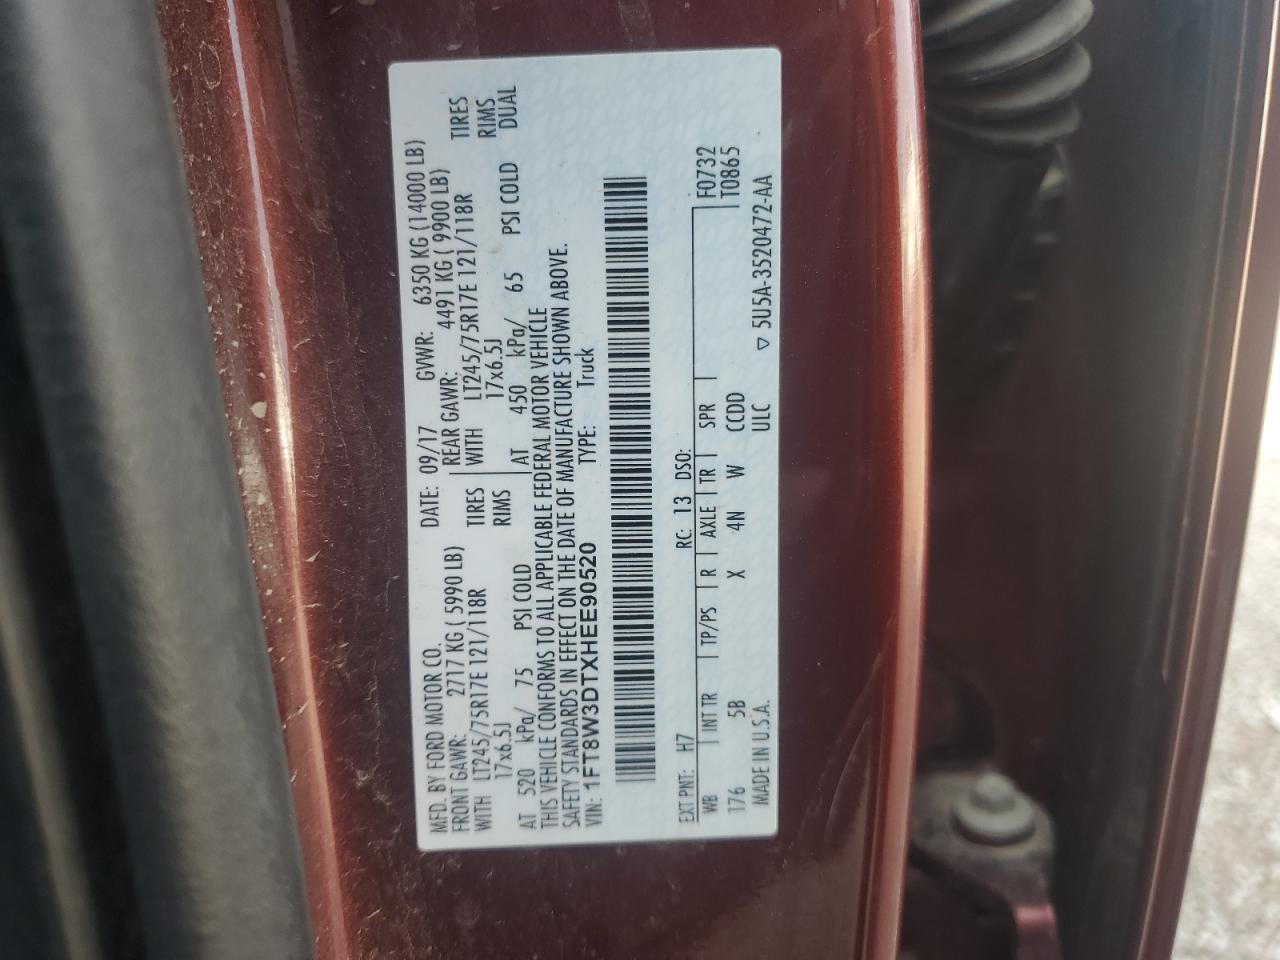 MFD. BY FORD MOTOR CO. DATE: 09/17 GVWR: 6350 KG (14000 LB)
FRONT GAWR: 2717 KG ( 5990 LB) REAR GAWR: 4491 KG ( 9900 LB)
WITH LT245/75R17E 121/118R TIRES WITH LT245/75R17E 121/118R TIRES
17x6.5J RIMS 17x6.5J RIMS
AT 520 kPa/ 75 PSI COLD AT 450 kPa/ 65 PSI COLD DUAL
THIS VEHICLE CONFORMS TO ALL APPLICABLE FEDERAL MOTOR VEHICLE
SAFETY STANDARDS IN EFFECT ON THE DATE OF MANUFACTURE SHOWN ABOVE.
VIN: 1FT8W3DTXHEE90520 TYPE: Truck
EXT PNT: H7 RC: 13 DSO:
WB INT TR TP/PS R AXLE TR SPR F0732
176 5B X 4N W CCDD T0865
MADE IN U.S.A. ULC ▽ 5U5A-3520472-AA